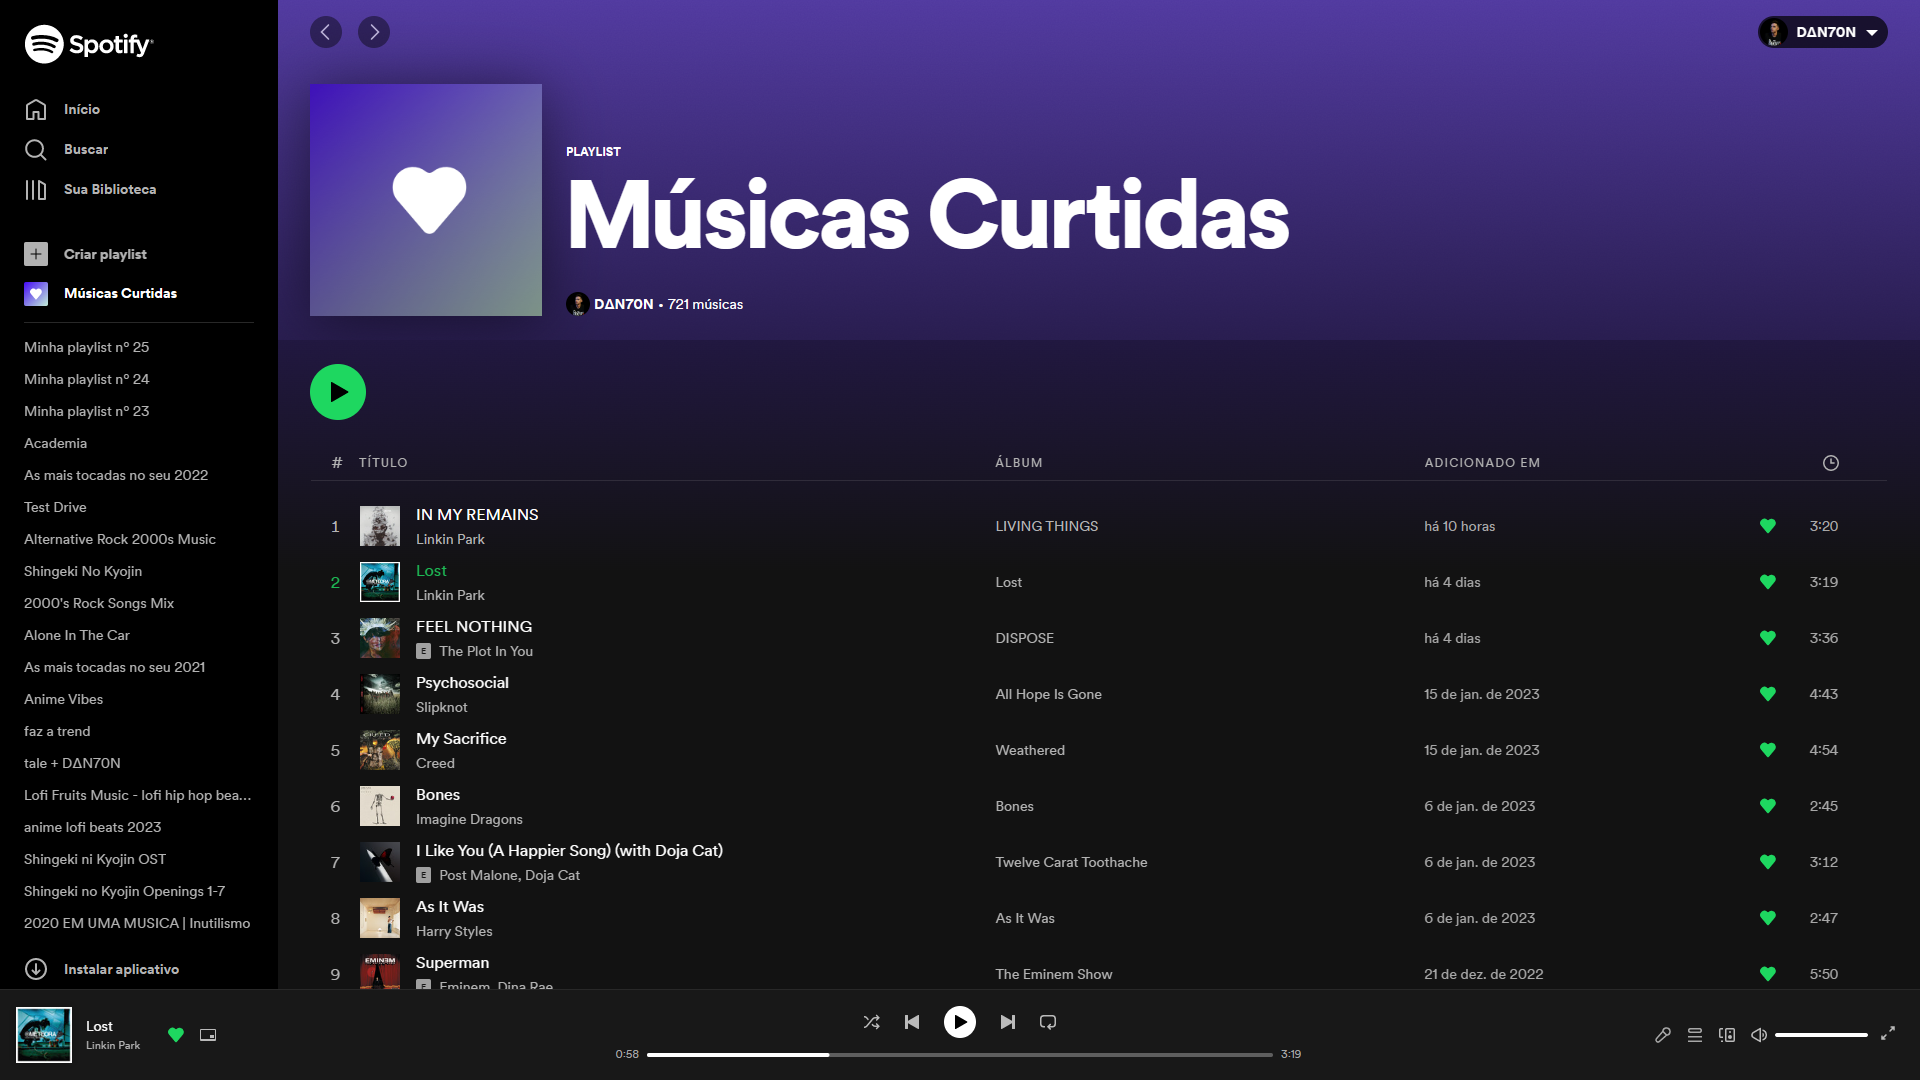 Spotify
DΔN70N
Início
Buscar
Sua Biblioteca
Criar playlist
Músicas Curtidas
Minha playlist nº 25
Minha playlist nº 24
Minha playlist nº 23
Academia
As mais tocadas no seu 2022
Test Drive
Alternative Rock 2000s Music
Shingeki No Kyojin
2000's Rock Songs Mix
Alone In The Car
As mais tocadas no seu 2021
Anime Vibes
faz a trend
tale + DΔN70N
Lofi Fruits Music - lofi hip hop bea...
anime lofi beats 2023
Shingeki ni Kyojin OST
Shingeki no Kyojin Openings 1-7
2020 EM UMA MUSICA | Inutilismo
Instalar aplicativo
PLAYLIST
Músicas Curtidas
DΔN70N • 721 músicas
# TÍTULO ÁLBUM ADICIONADO EM
1 IN MY REMAINS LIVING THINGS há 10 horas 3:20
Linkin Park
2 Lost Lost há 4 dias 3:19
Linkin Park
3 FEEL NOTHING DISPOSE há 4 dias 3:36
E The Plot In You
4 Psychosocial All Hope Is Gone 15 de jan. de 2023 4:43
Slipknot
5 My Sacrifice Weathered 15 de jan. de 2023 4:54
Creed
6 Bones Bones 6 de jan. de 2023 2:45
Imagine Dragons
7 I Like You (A Happier Song) (with Doja Cat) Twelve Carat Toothache 6 de jan. de 2023 3:12
E Post Malone, Doja Cat
8 As It Was As It Was 6 de jan. de 2023 2:47
Harry Styles
9 Superman The Eminem Show 21 de dez. de 2022 5:50
EMINEM
E Eminem, Dina Rae
METEORA
Lost
Linkin Park
0:58 3:19